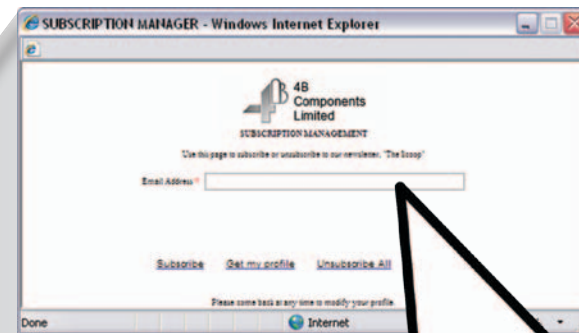 SUBSCRIPTION MANAGER - Windows Internet Explorer
4B
Components
Limited
SUBSCRIPTION MANAGEMENT
Use this page to subscribe or unsubscribe to our newsletter, "The Scoop"
Email Address *
Subscribe Get my profile Unsubscribe All
Please come back at any time to modify your profile.
Done Internet